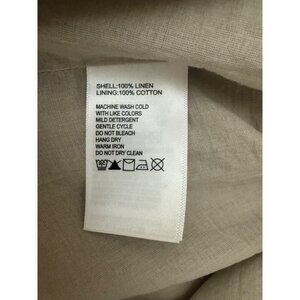 SHELL:100% LINEN
LINING:100% COTTON
MACHINE WASH COLD
WITH LIKE COLORS
MILD DETERGENT
GENTLE CYCLE
DO NOT BLEACH
HANG DRY
WARM IRON
DO NOT DRY CLEAN